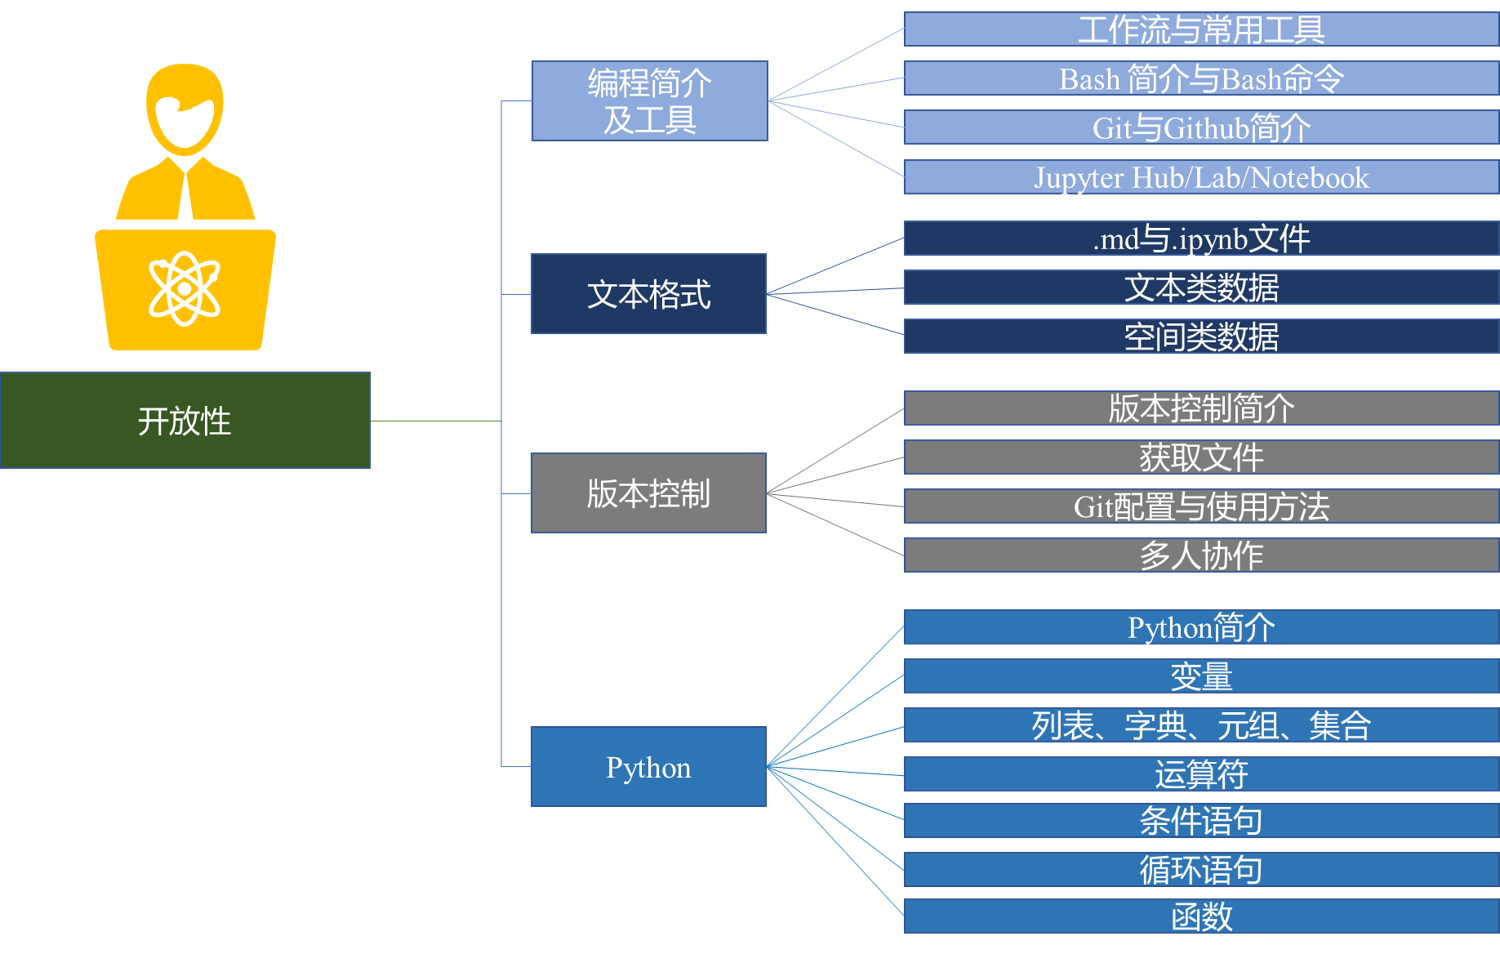 开放性
编程简介
及工具
工作流与常用工具
Bash 简介与Bash命令
Git与Github简介
Jupyter Hub/Lab/Notebook
文本格式
.md与.ipynb文件
文本类数据
空间类数据
版本控制
版本控制简介
获取文件
Git配置与使用方法
多人协作
Python
Python简介
变量
列表、字典、元组、集合
运算符
条件语句
循环语句
函数